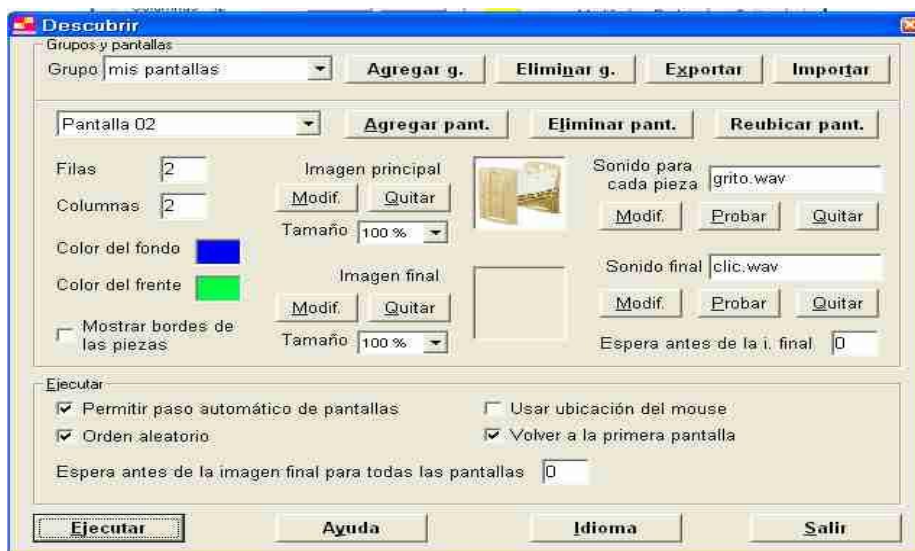 Descubrir
Grupos y pantallas
Grupo mis pantallas Agregar g. Eliminar g. Exportar Importar
Pantalla 02 Agregar pant. Eliminar pant. Reubicar pant.
Filas 2 Imagen principal Sonido para cada pieza grito.wav
Columnas 2 Modif. Quitar Modif. Probar Quitar
Tamaño 100 %
Color del fondo
Imagen final Sonido final clic.wav
Color del frente Modif. Quitar Modif. Probar Quitar
Mostrar bordes de las piezas Tamaño 100 % Espera antes de la i. final 0
Ejecutar
Permitir paso automático de pantallas Usar ubicación del mouse
Orden aleatorio Volver a la primera pantalla
Espera antes de la imagen final para todas las pantallas 0
Ejecutar Ayuda Idioma Salir